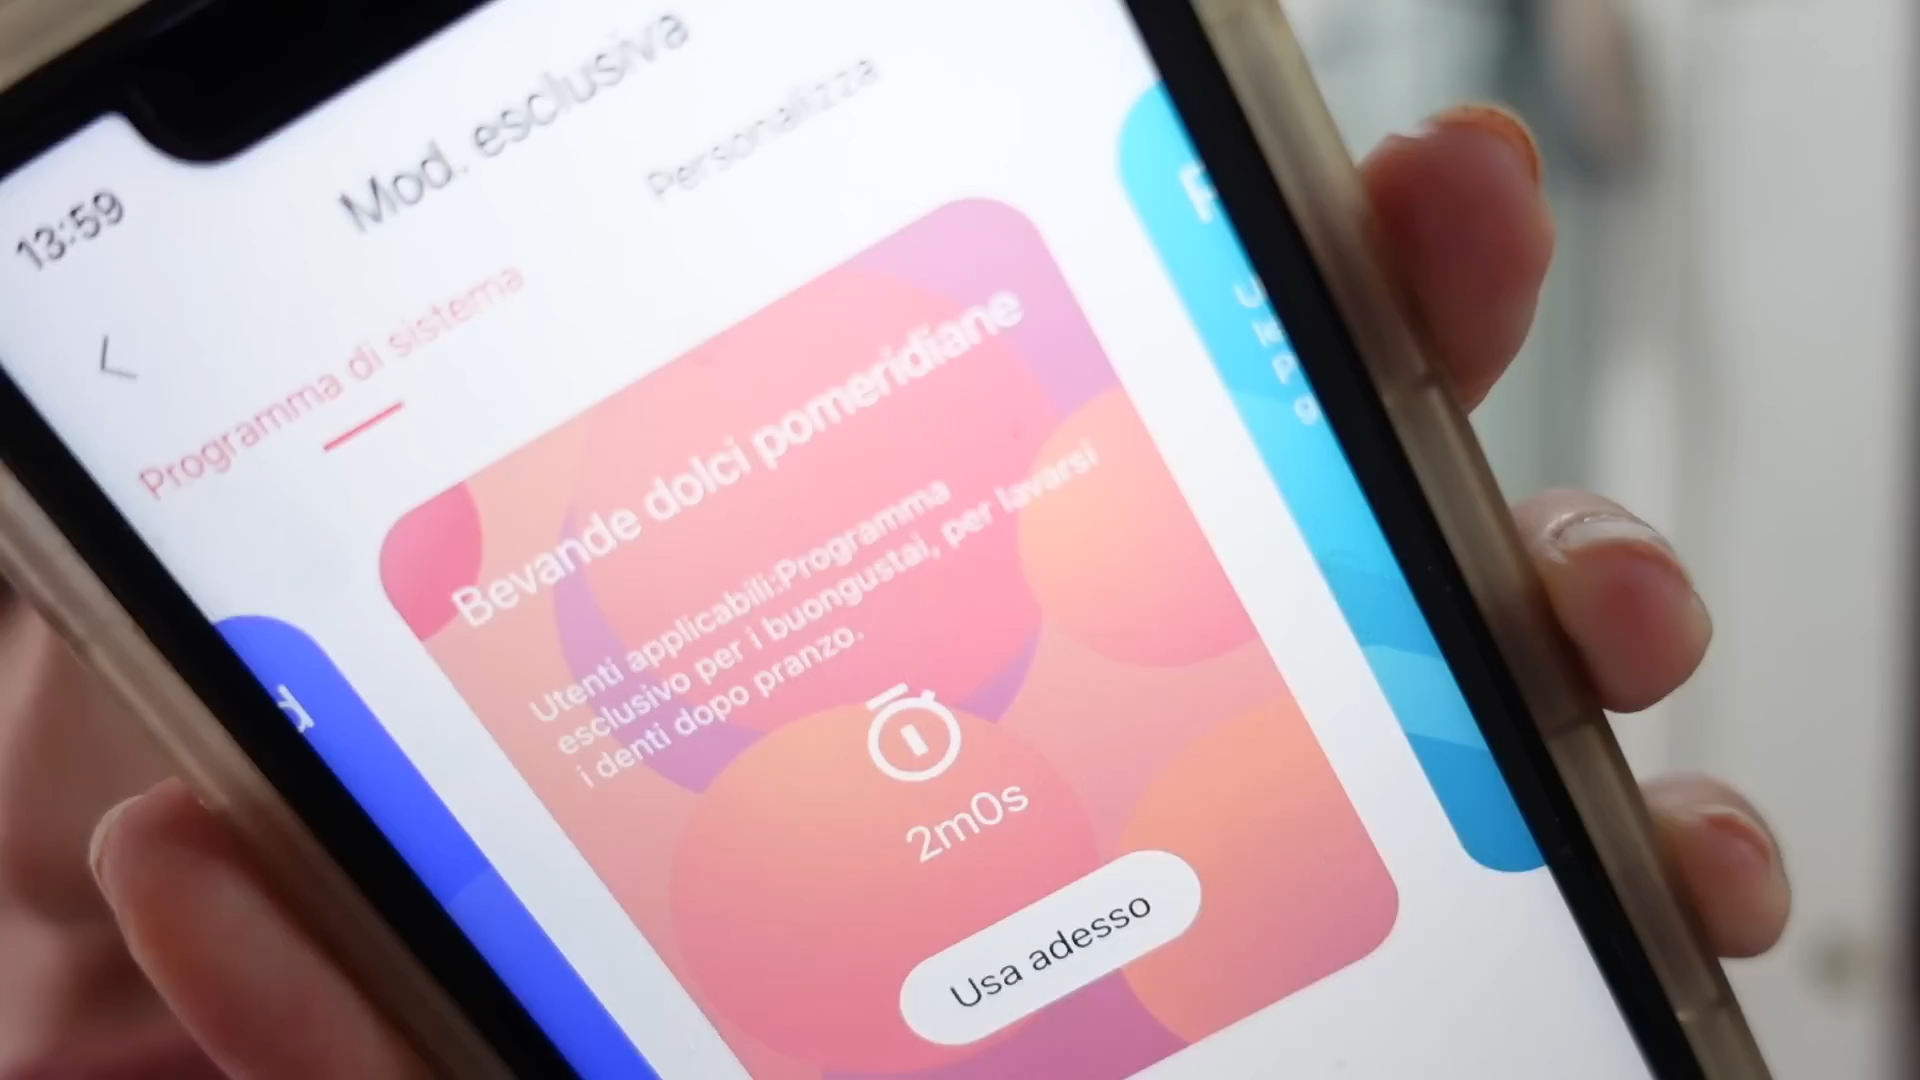 13:59
Mod. esclusiva
Programma di sistema
Personalizza
Bevande dolci pomeridiane
Utenti applicabili:Programma
esclusivo per i buongustai, per lavarsi
i denti dopo pranzo.
2m0s
Usa adesso